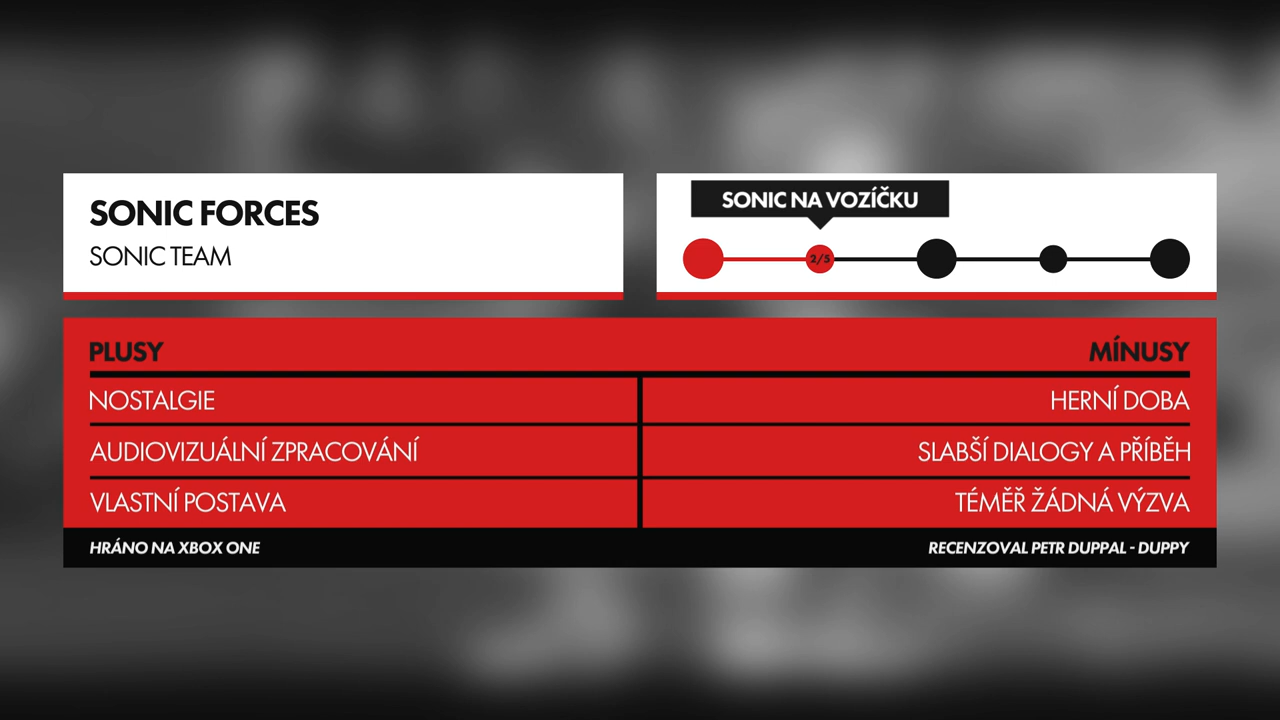 SONIC FORCES
SONIC TEAM
SONIC NA VOZÍČKU
2/5
PLUSY
MÍNUSY
NOSTALGIE
HERNÍ DOBA
AUDIOVIZUÁLNÍ ZPRACOVÁNÍ
SLABŠÍ DIALOGY A PŘÍBĚH
VLASTNÍ POSTAVA
TÉMĚŘ ŽÁDNÁ VÝZVA
HRÁNO NA XBOX ONE
RECENZOVAL PETR DUPPAL - DUPPY